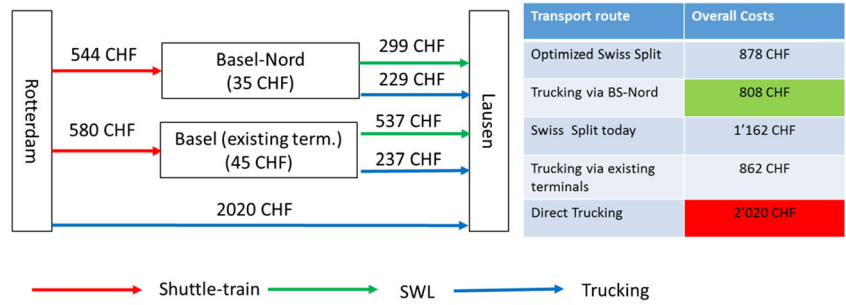 Rotterdam
544 CHF
Basel-Nord
(35 CHF)
299 CHF
229 CHF
580 CHF
Basel (existing term.)
(45 CHF)
537 CHF
237 CHF
2020 CHF
Lausen
Shuttle-train
SWL
Trucking
Transport route Overall Costs
Optimized Swiss Split 878 CHF
Trucking via BS-Nord 808 CHF
Swiss Split today 1'162 CHF
Trucking via existing
terminals 862 CHF
Direct Trucking 2'020 CHF